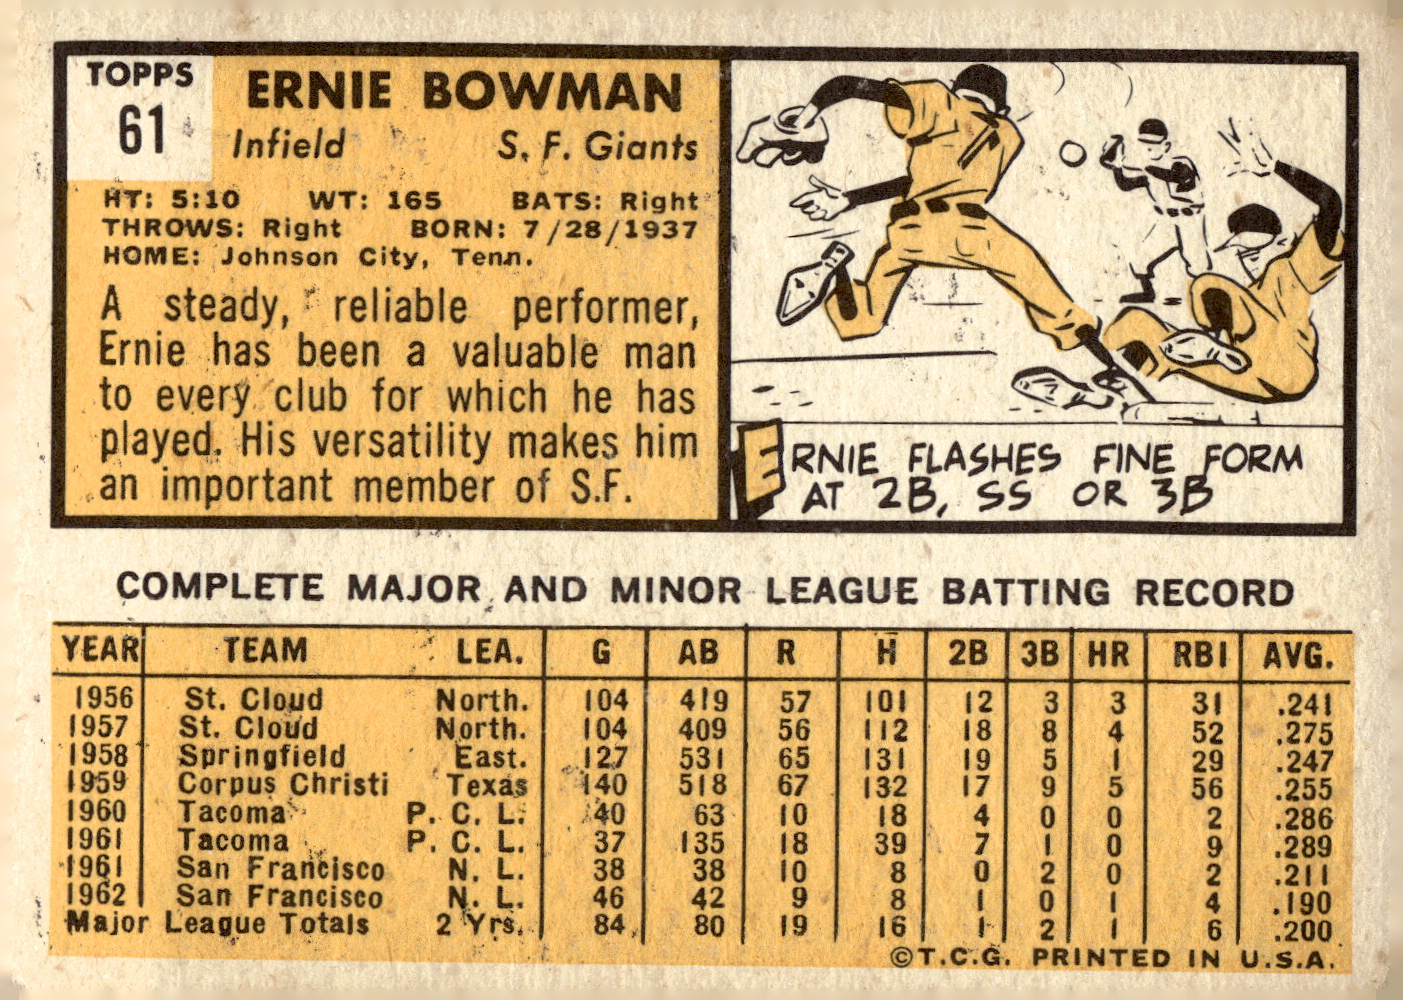 TOPPS
61
ERNIE BOWMAN
Infield S. F. Giants
HT: 5:10 WT: 165 BATS: Right
THROWS: Right BORN: 7/28/1937
HOME: Johnson City, Tenn.
A steady, reliable performer,
Ernie has been a valuable man
to every club for which he has
played. His versatility makes him
an important member of S.F.
ERNIE FLASHES FINE FORM
AT 2B, SS OR 3B
COMPLETE MAJOR AND MINOR LEAGUE BATTING RECORD
YEAR TEAM LEA. G AB R H 2B 3B HR RBI AVG.
1956 St. Cloud North. 104 419 57 101 12 3 3 31 .241
1957 St. Cloud North. 104 409 56 112 18 8 4 52 .275
1958 Springfield East. 127 531 65 131 19 5 1 29 .247
1959 Corpus Christi Texas 140 518 67 132 17 9 5 56 .255
1960 Tacoma P. C. L. 40 63 10 18 4 0 0 2 .286
1961 Tacoma P. C. L. 37 135 18 39 7 1 0 9 .289
1961 San Francisco N. L. 38 38 10 8 0 2 0 2 .211
1962 San Francisco N. L. 46 42 9 8 1 0 1 4 .190
Major League Totals 2 Yrs. 84 80 19 16 1 2 1 6 .200
©T.C.G. PRINTED IN U.S.A.